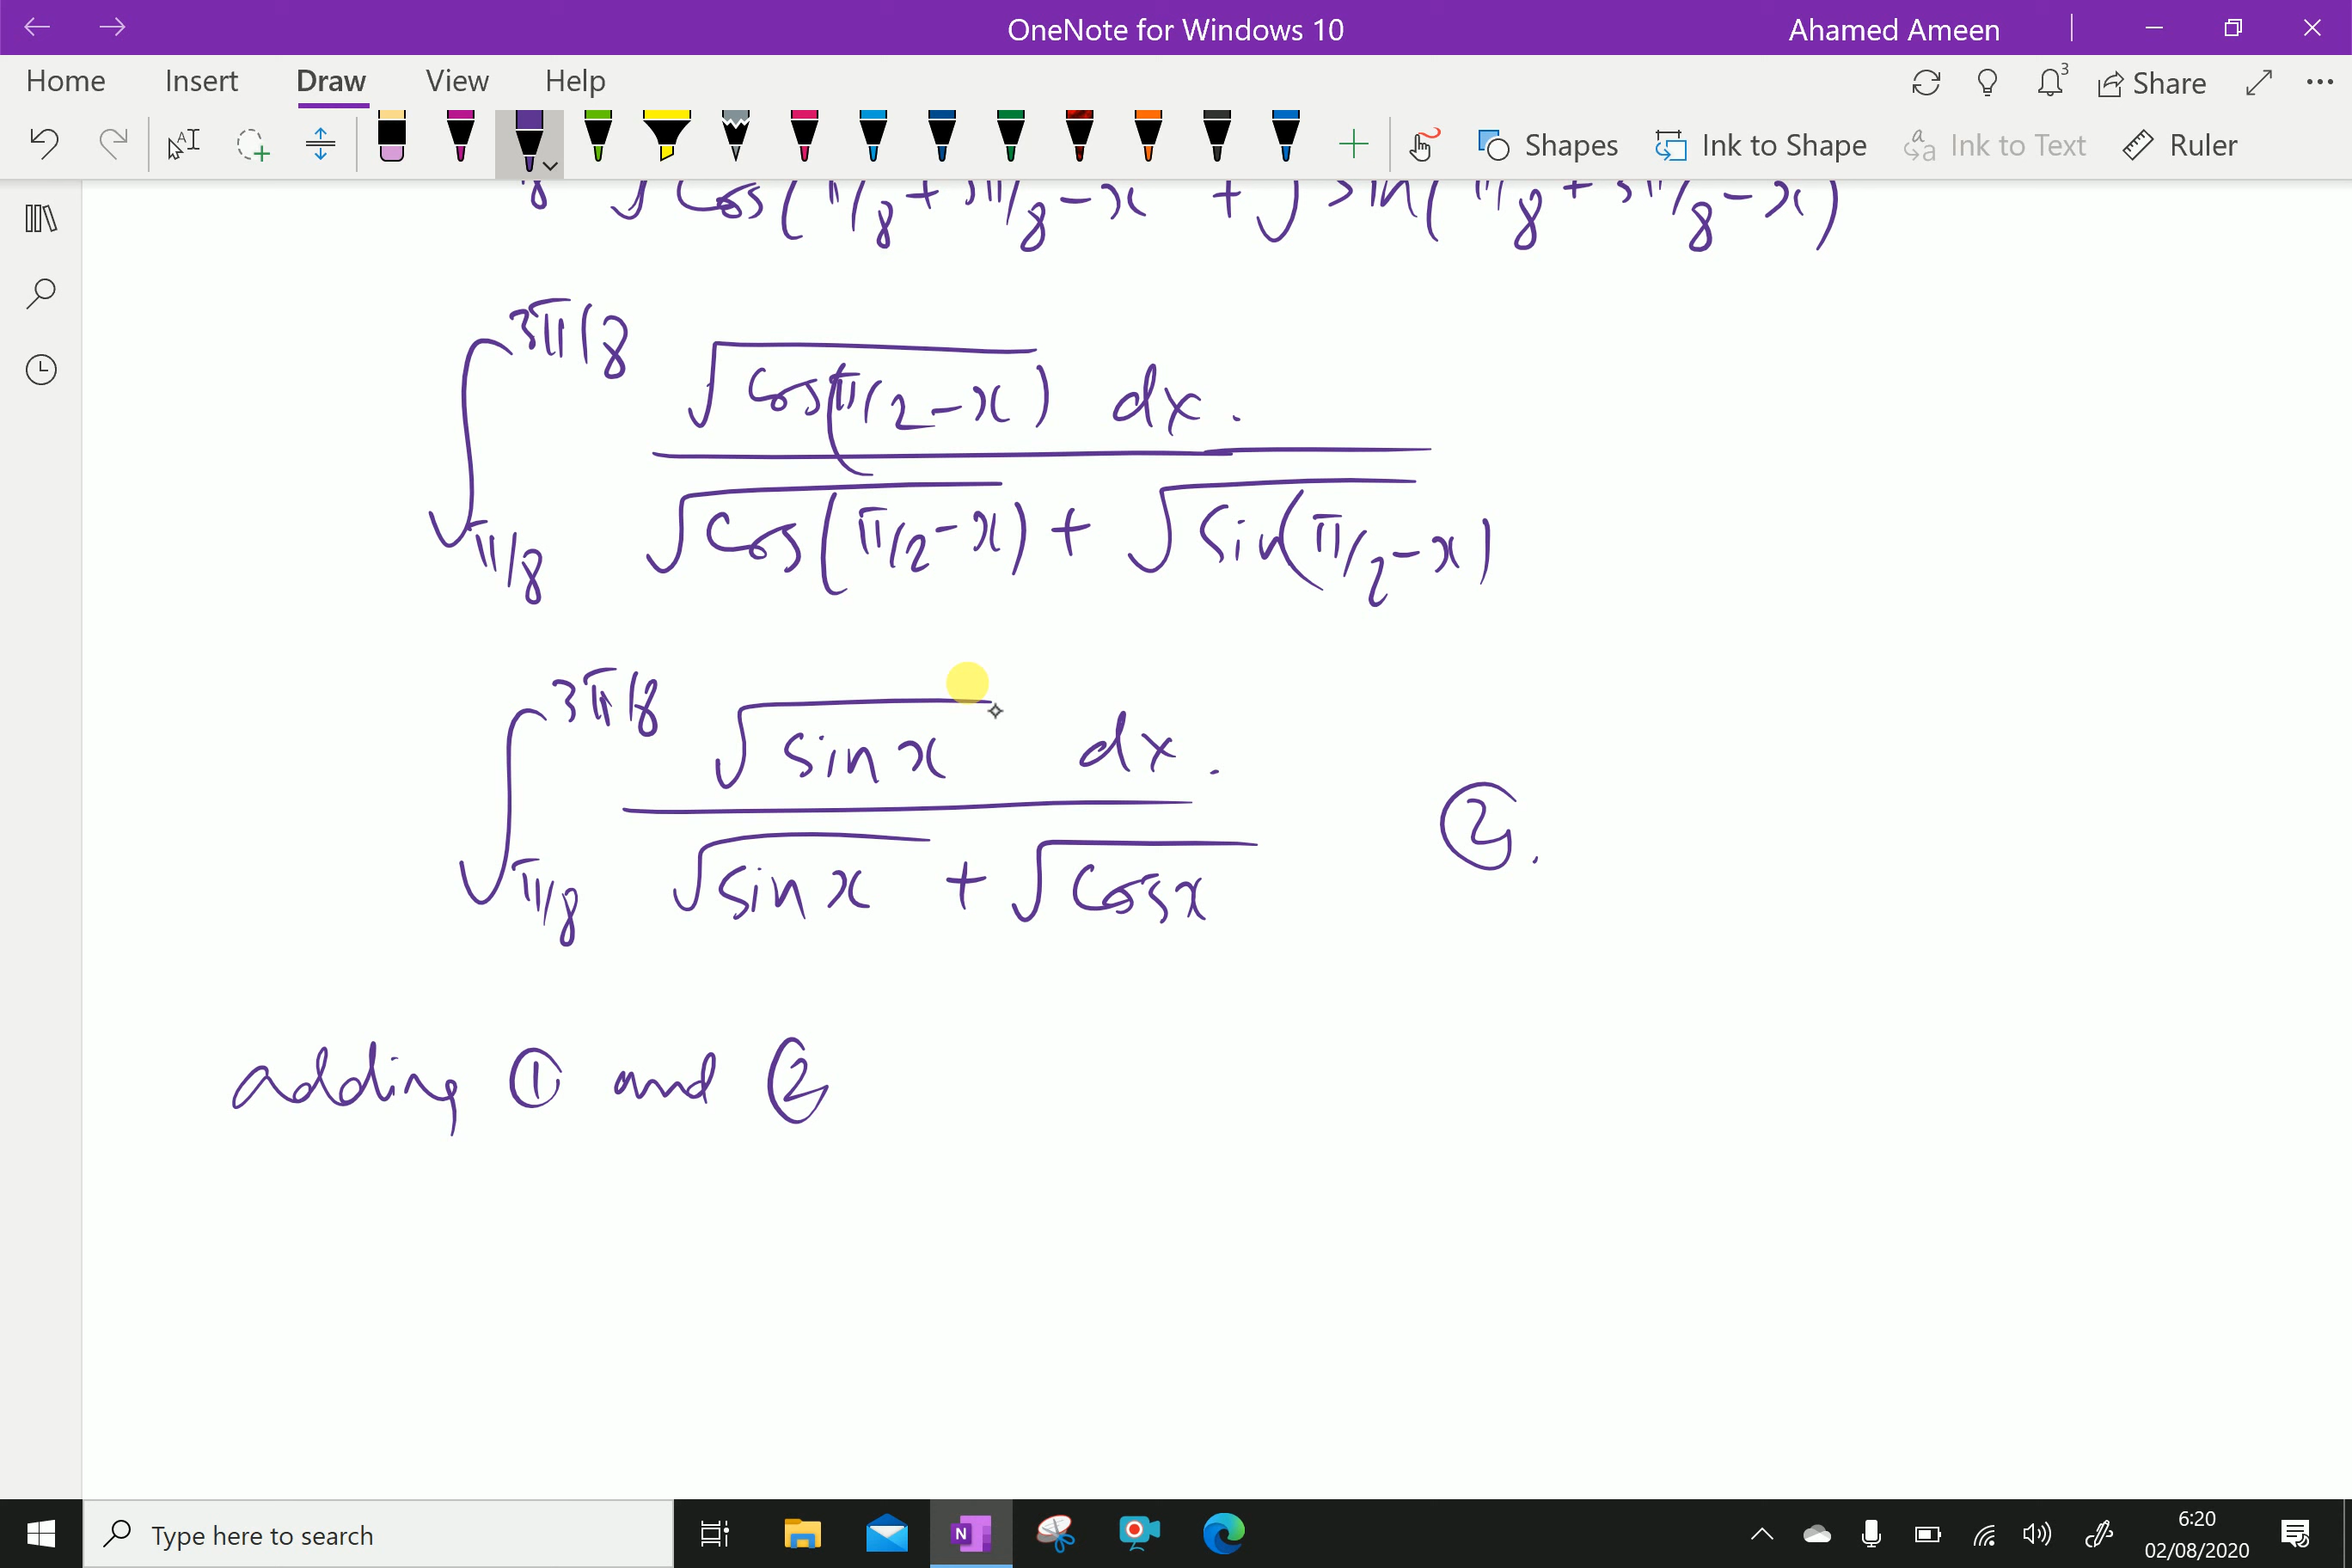 OneNote for Windows 10 Ahamed Ameen
Home Insert Draw View Help 3 Share
Shapes Ink to Shape Ink to Text Ruler
8 √cos(π/8+3π/8-x + √sin(π/8+3π/8-x)
3π/8
√cos(π/2-x) dx.
√cos(π/2-x) + √sin(π/2-x)
π/8
3π/8
√sin x dx.
②.
√sin x + √cos x
π/8
adding ① and ②
Type here to search
6:20
02/08/2020